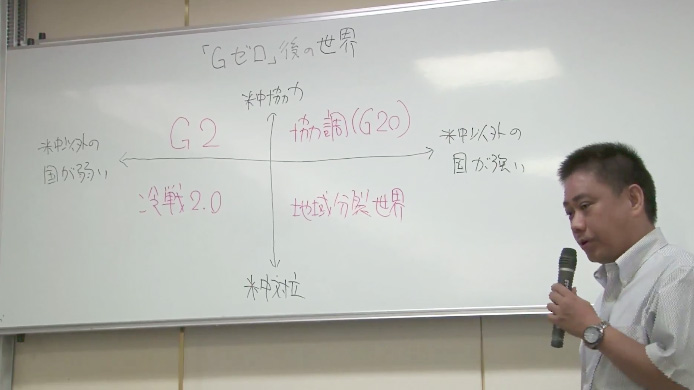 「Gゼロ」後の世界
米中協力
G2
協調(G20)
米中以外の
国が弱い
米中以外の
国が強い
冷戦2.0
地域分裂世界
米中対立